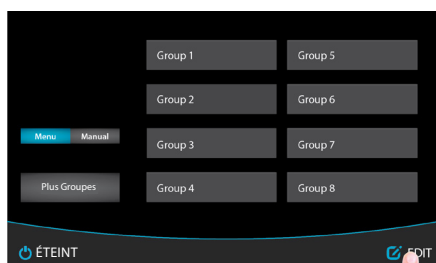 Group 1 Group 5
Group 2 Group 6
Menu Manual Group 3 Group 7
Plus Groupes Group 4 Group 8
ÉTEINT EDIT